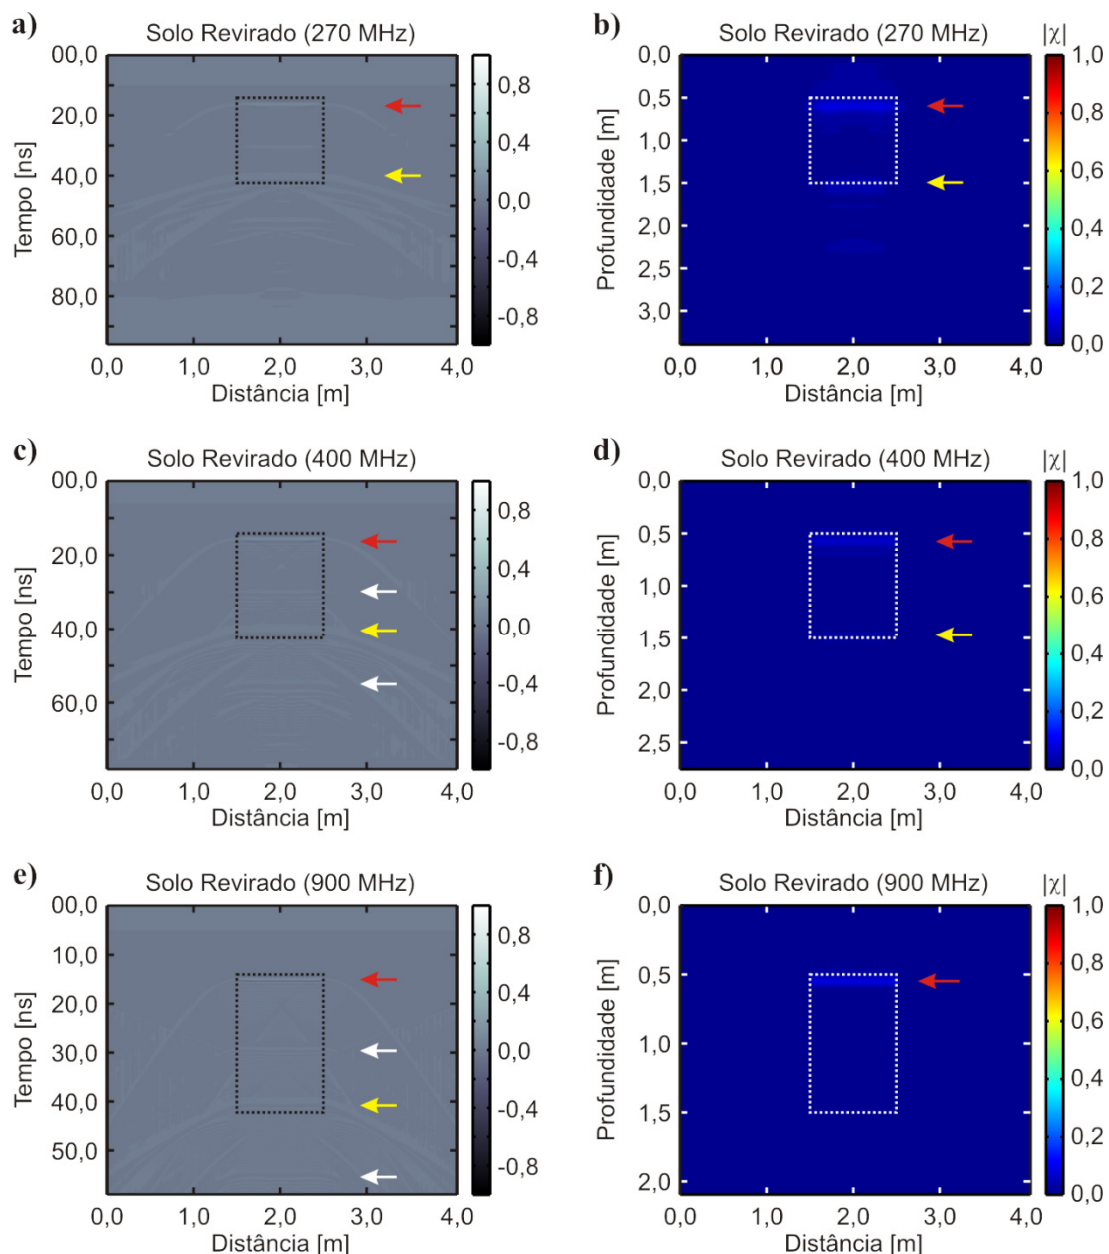 a)
Solo Revirado (270 MHz)
00,0
20,0
40,0
60,0
80,0
Tempo [ns]
0,0 1,0 2,0 3,0 4,0
Distância [m]
0,8
0,4
0,0
-0,4
-0,8
b)
Solo Revirado (270 MHz)
|χ|
0,0
0,5
1,0
1,5
2,0
2,5
3,0
Profundidade [m]
0,0 1,0 2,0 3,0 4,0
Distância [m]
1,0
0,8
0,6
0,4
0,2
0,0
c)
Solo Revirado (400 MHz)
00,0
20,0
40,0
60,0
Tempo [ns]
0,0 1,0 2,0 3,0 4,0
Distância [m]
0,8
0,4
0,0
-0,4
-0,8
d)
Solo Revirado (400 MHz)
|χ|
0,0
0,5
1,0
1,5
2,0
2,5
Profundidade [m]
0,0 1,0 2,0 3,0 4,0
Distância [m]
1,0
0,8
0,6
0,4
0,2
0,0
e)
Solo Revirado (900 MHz)
00,0
10,0
20,0
30,0
40,0
50,0
Tempo [ns]
0,0 1,0 2,0 3,0 4,0
Distância [m]
0,8
0,4
0,0
-0,4
-0,8
f)
Solo Revirado (900 MHz)
|χ|
0,0
0,5
1,0
1,5
2,0
Profundidade [m]
0,0 1,0 2,0 3,0 4,0
Distância [m]
1,0
0,8
0,6
0,4
0,2
0,0